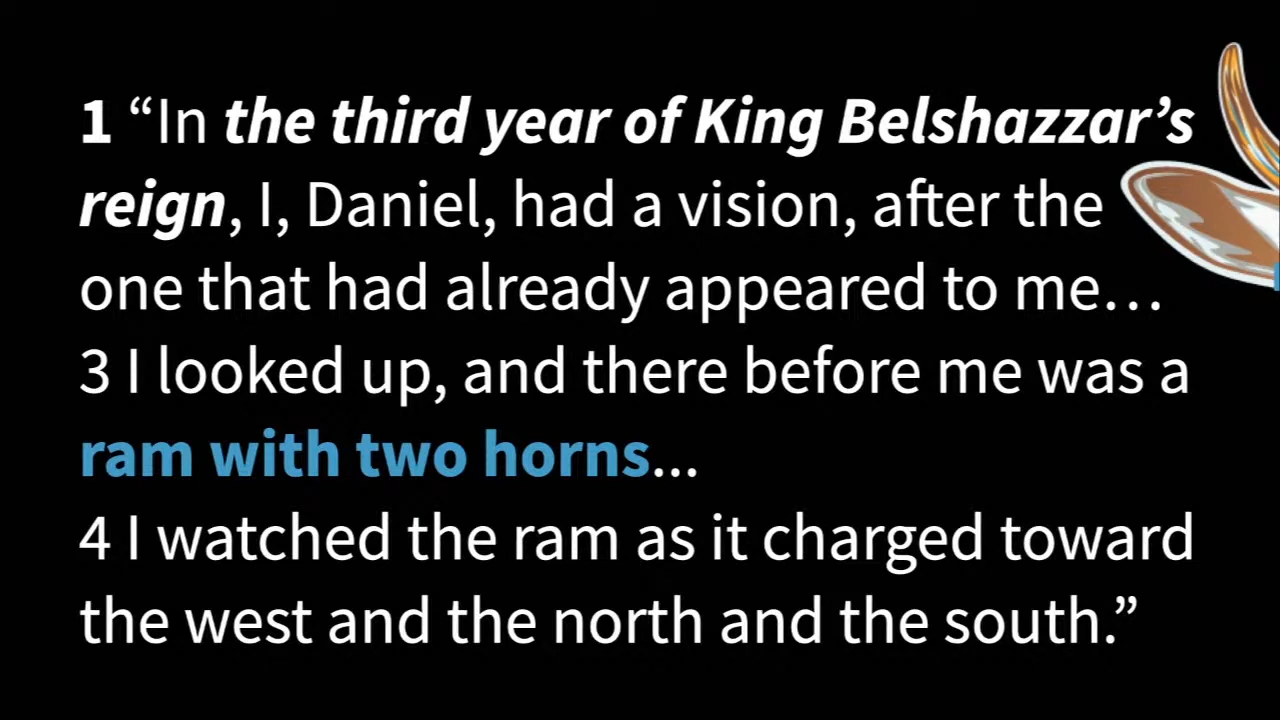 1 “In the third year of King Belshazzar’s
reign, I, Daniel, had a vision, after the
one that had already appeared to me…
3 I looked up, and there before me was a
ram with two horns...
4 I watched the ram as it charged toward
the west and the north and the south.”